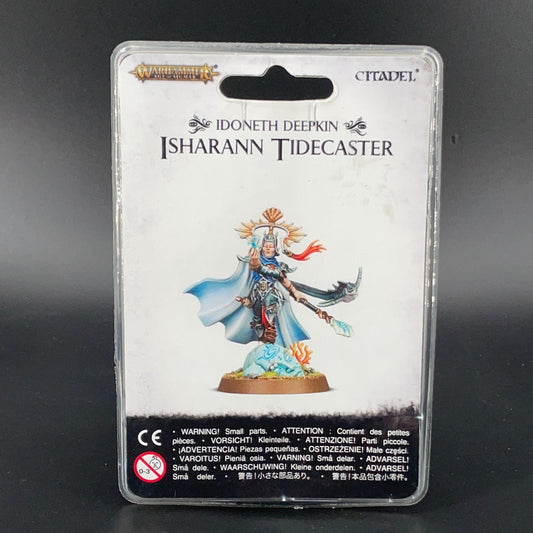 WARHAMMER
AGE OF SIGMAR
CITADEL®
IDONETH DEEPKIN
ISHARANN TIDECASTER
CE
0-3
• WARNING! Small parts. • ATTENTION : Contient des petites
pièces. • VORSICHT! Kleinteile. • ATTENZIONE! Parti piccole.
• ¡ADVERTENCIA! Piezas pequeñas. • OSTRZEŻENIE! Małe części.
• VAROITUS! Pieniä osia. • VARNING! Små delar. • ADVARSEL!
Små dele. • WAARSCHUWING! Kleine onderdelen. • ADVARSEL!
Små deler. • 警告!小さな部品あり。 • 警告!本品包含小零件。